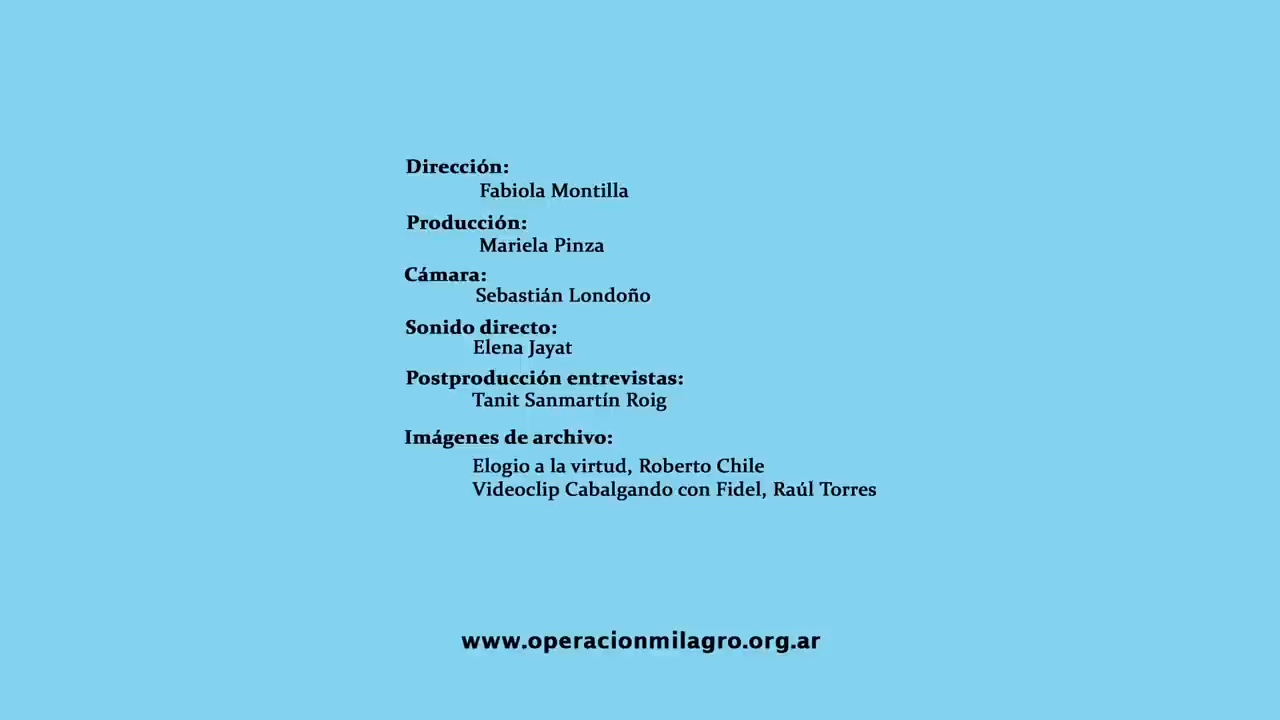 Dirección:
Fabiola Montilla
Producción:
Mariela Pinza
Cámara:
Sebastián Londoño
Sonido directo:
Elena Jayat
Postproducción entrevistas:
Tanit Sanmartín Roig
Imágenes de archivo:
Elogio a la virtud, Roberto Chile
Videoclip Cabalgando con Fidel, Raúl Torres
www.operacionmilagro.org.ar